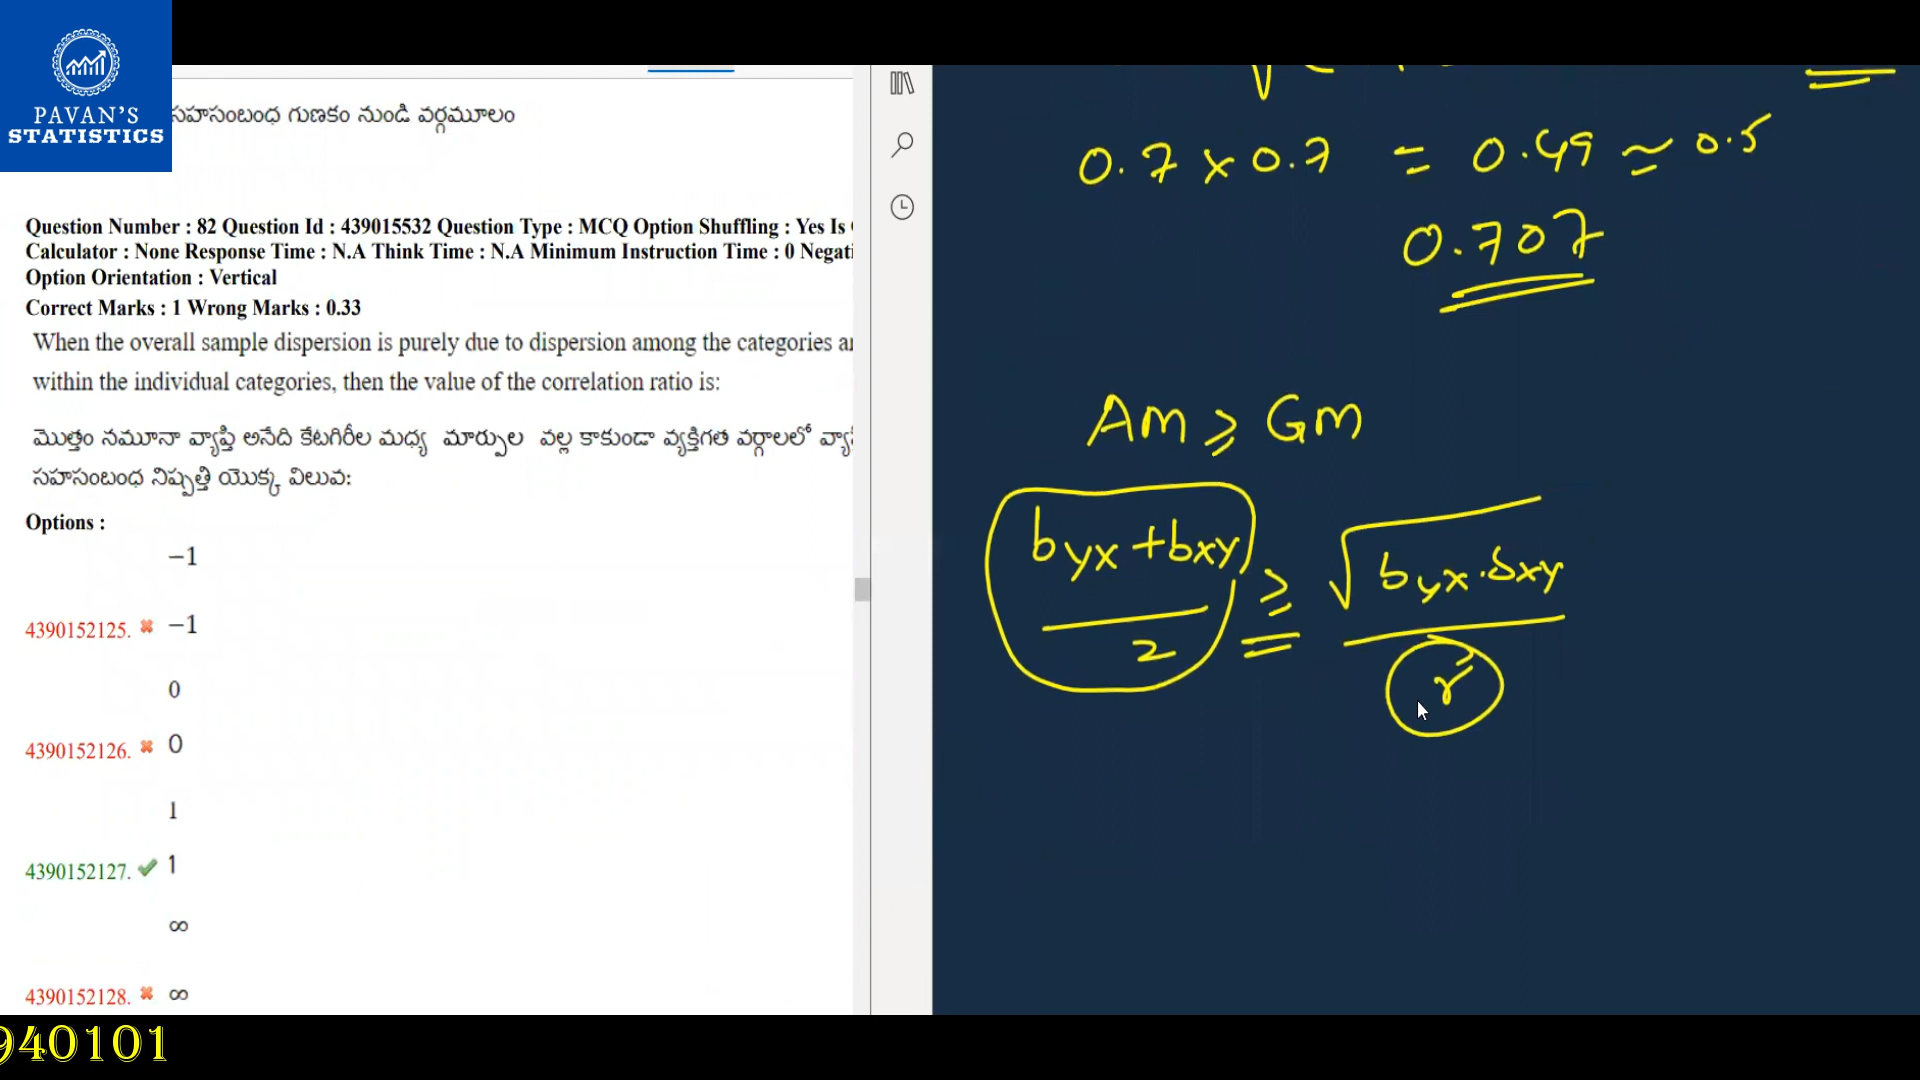 PAVAN'S
STATISTICS
సహసంబంధ గుణకం నుండి వర్గమూలం
Question Number : 82 Question Id : 439015532 Question Type : MCQ Option Shuffling : Yes Is
Calculator : None Response Time : N.A Think Time : N.A Minimum Instruction Time : 0 Negati
Option Orientation : Vertical
Correct Marks : 1 Wrong Marks : 0.33
When the overall sample dispersion is purely due to dispersion among the categories an
within the individual categories, then the value of the correlation ratio is:
మొత్తం నమూనా వ్యాప్తి అనేది కేటగిరీల మధ్య మార్పుల వల్ల కాకుండా వ్యక్తిగత వర్గాలలో
సహసంబంధ నిష్పత్తి యొక్క విలువ:
Options :
−1
4390152125. ✖ −1
0
4390152126. ✖ 0
1
4390152127. ✔ 1
∞
4390152128. ✖ ∞
0.7 x 0.7 = 0.49 ≃ 0.5
0.707
Am ≥ Gm
byx + bxy / 2 ≥ √byx . bxy
r
940101